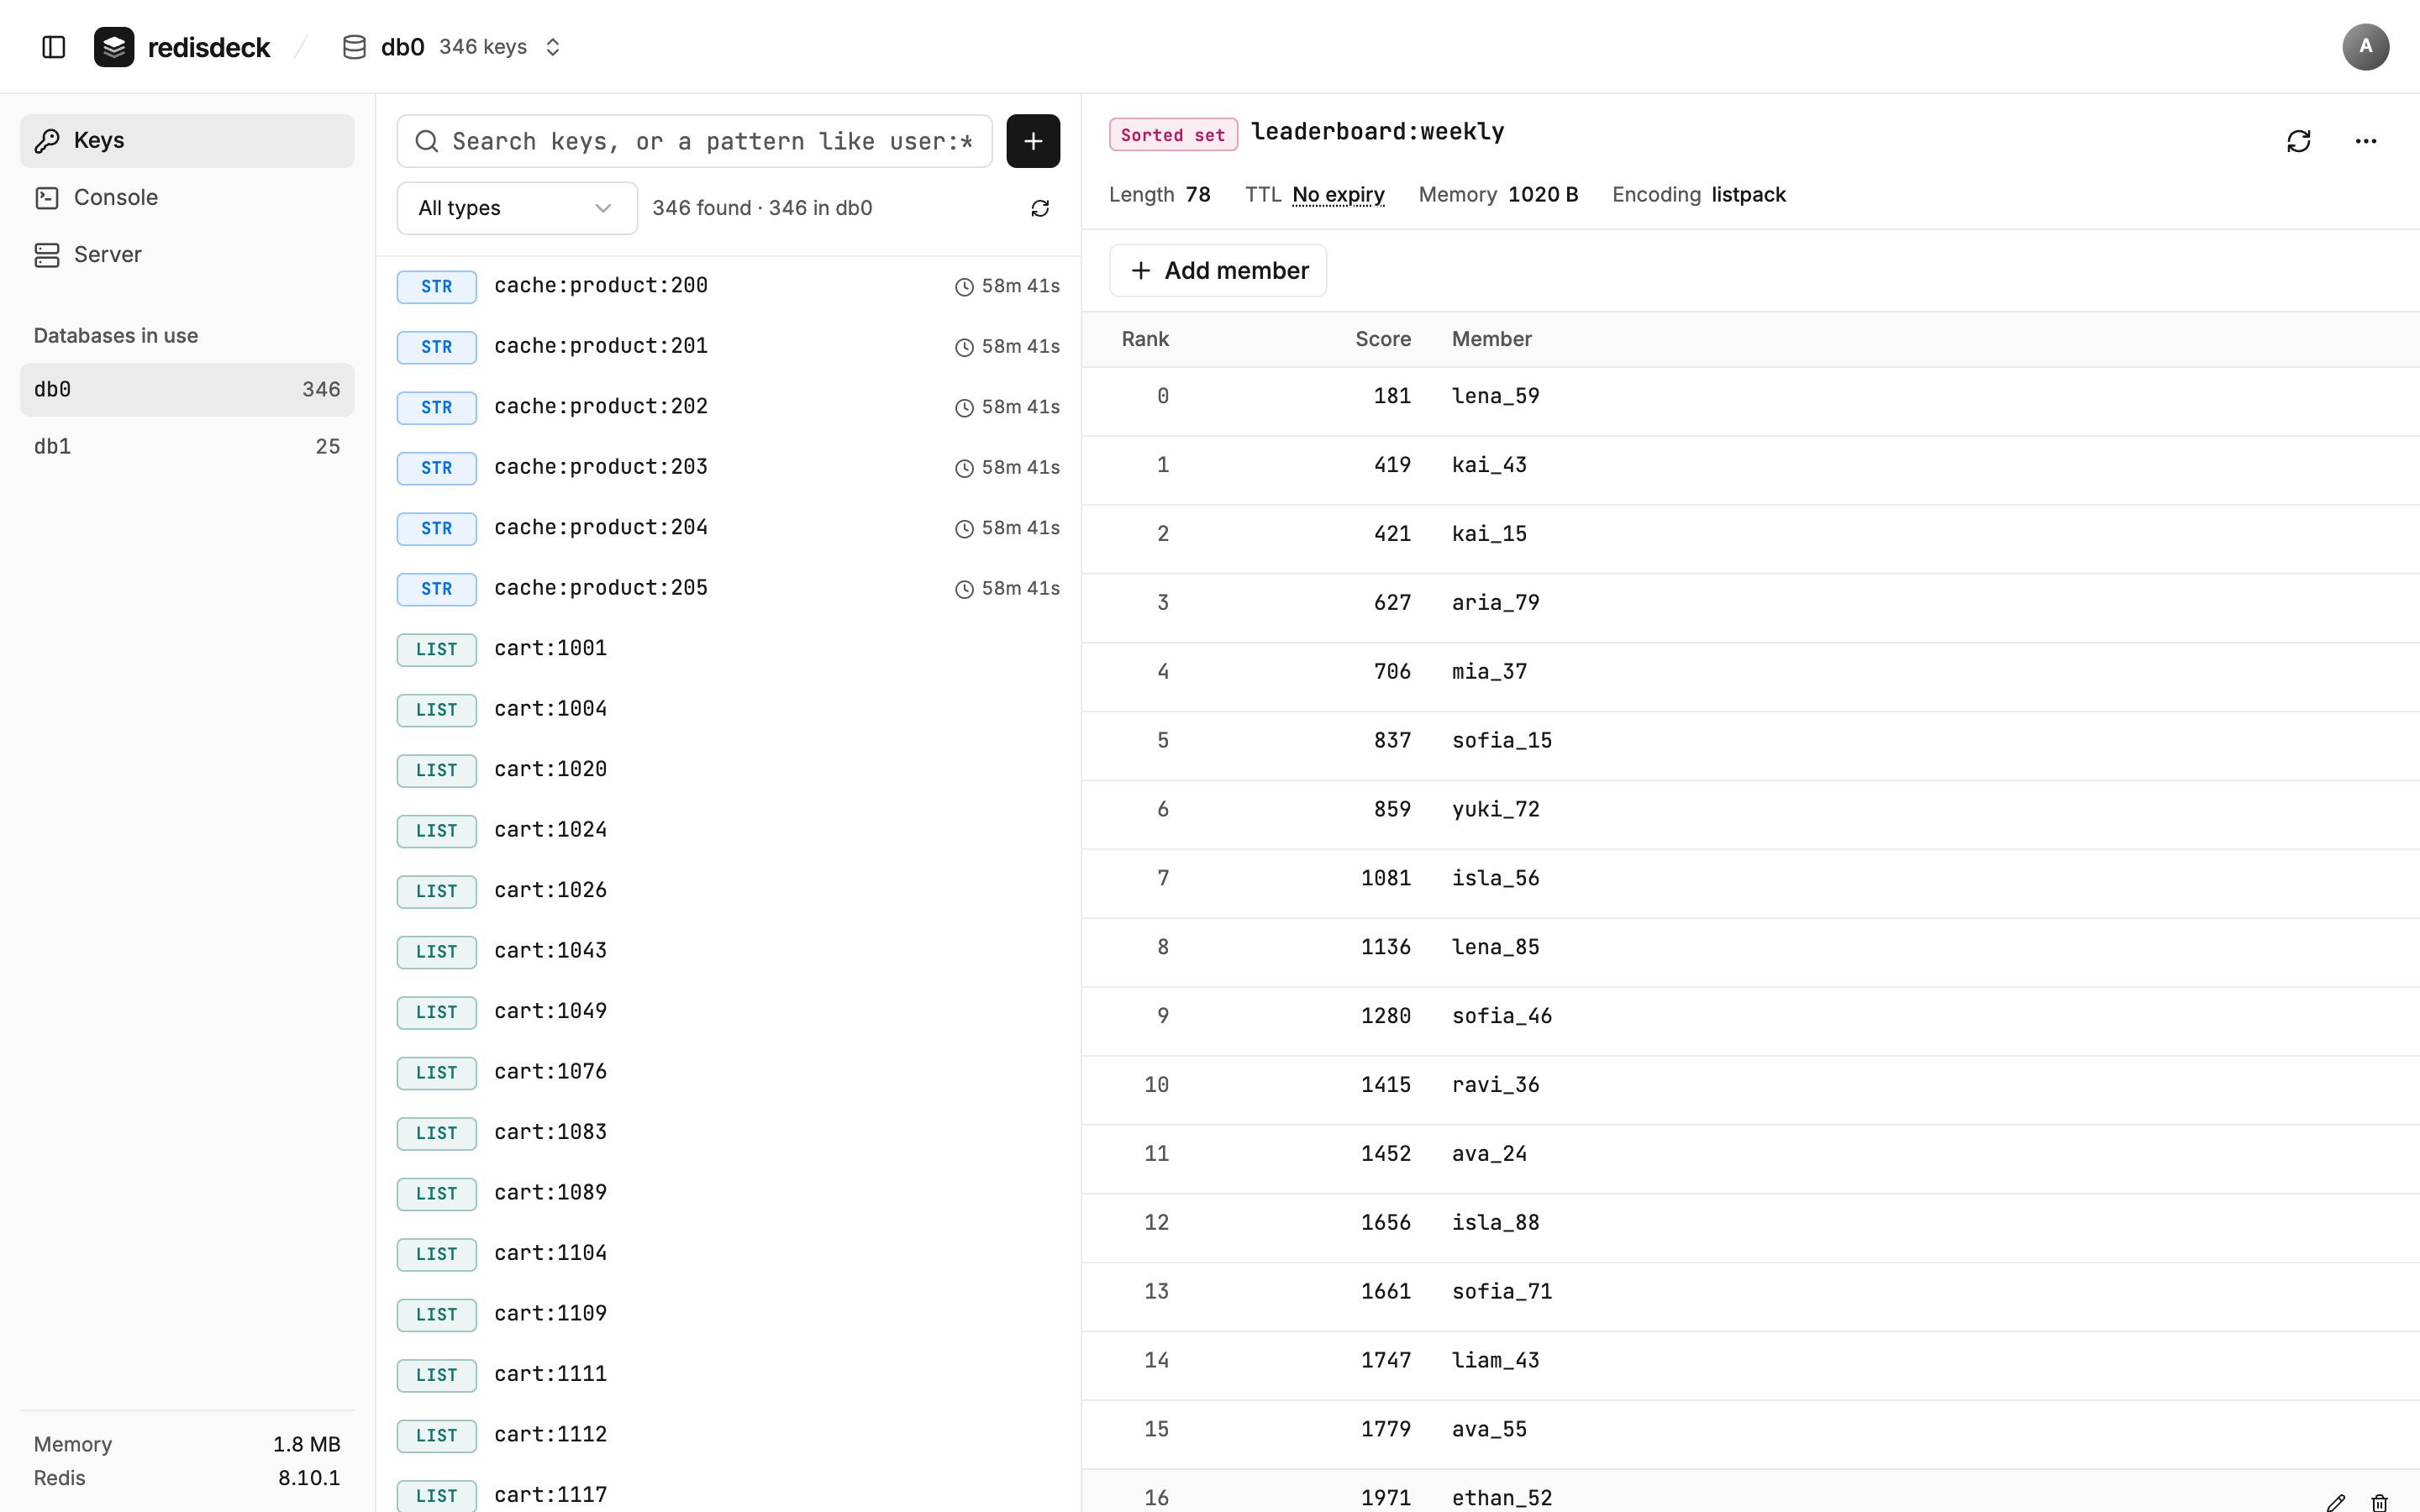 redisdeck / db0 346 keys
A
Keys
Console
Server
Databases in use
db0 346
db1 25
Memory 1.8 MB
Redis 8.10.1
Search keys, or a pattern like user:*
All types 346 found · 346 in db0
STR cache:product:200 58m 41s
STR cache:product:201 58m 41s
STR cache:product:202 58m 41s
STR cache:product:203 58m 41s
STR cache:product:204 58m 41s
STR cache:product:205 58m 41s
LIST cart:1001
LIST cart:1004
LIST cart:1020
LIST cart:1024
LIST cart:1026
LIST cart:1043
LIST cart:1049
LIST cart:1076
LIST cart:1083
LIST cart:1089
LIST cart:1104
LIST cart:1109
LIST cart:1111
LIST cart:1112
LIST cart:1117
Sorted set leaderboard:weekly
Length 78 TTL No expiry Memory 1020 B Encoding listpack
+ Add member
Rank Score Member
0 181 lena_59
1 419 kai_43
2 421 kai_15
3 627 aria_79
4 706 mia_37
5 837 sofia_15
6 859 yuki_72
7 1081 isla_56
8 1136 lena_85
9 1280 sofia_46
10 1415 ravi_36
11 1452 ava_24
12 1656 isla_88
13 1661 sofia_71
14 1747 liam_43
15 1779 ava_55
16 1971 ethan_52